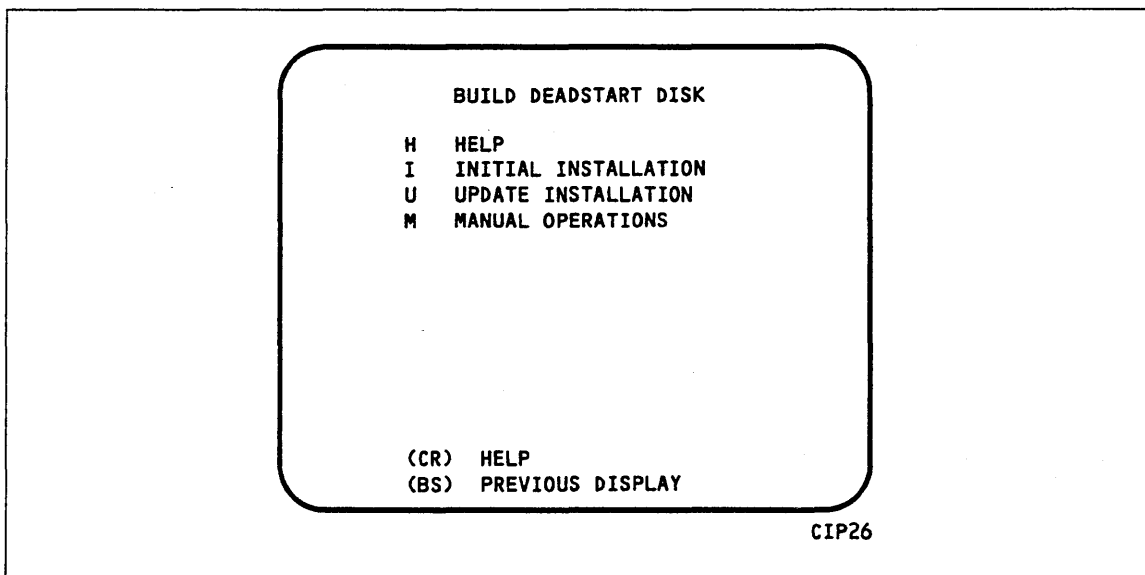 BUILD DEADSTART DISK
H HELP
I INITIAL INSTALLATION
U UPDATE INSTALLATION
M MANUAL OPERATIONS
(CR) HELP
(BS) PREVIOUS DISPLAY
CIP26